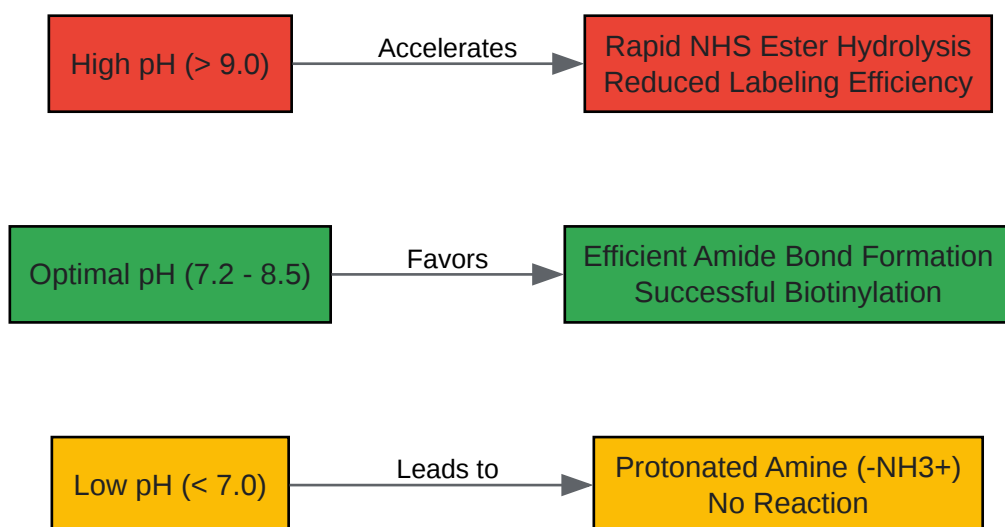 High pH (> 9.0)
Accelerates
Rapid NHS Ester Hydrolysis
Reduced Labeling Efficiency
Optimal pH (7.2 - 8.5)
Favors
Efficient Amide Bond Formation
Successful Biotinylation
Low pH (< 7.0)
Leads to
Protonated Amine (-NH3+)
No Reaction